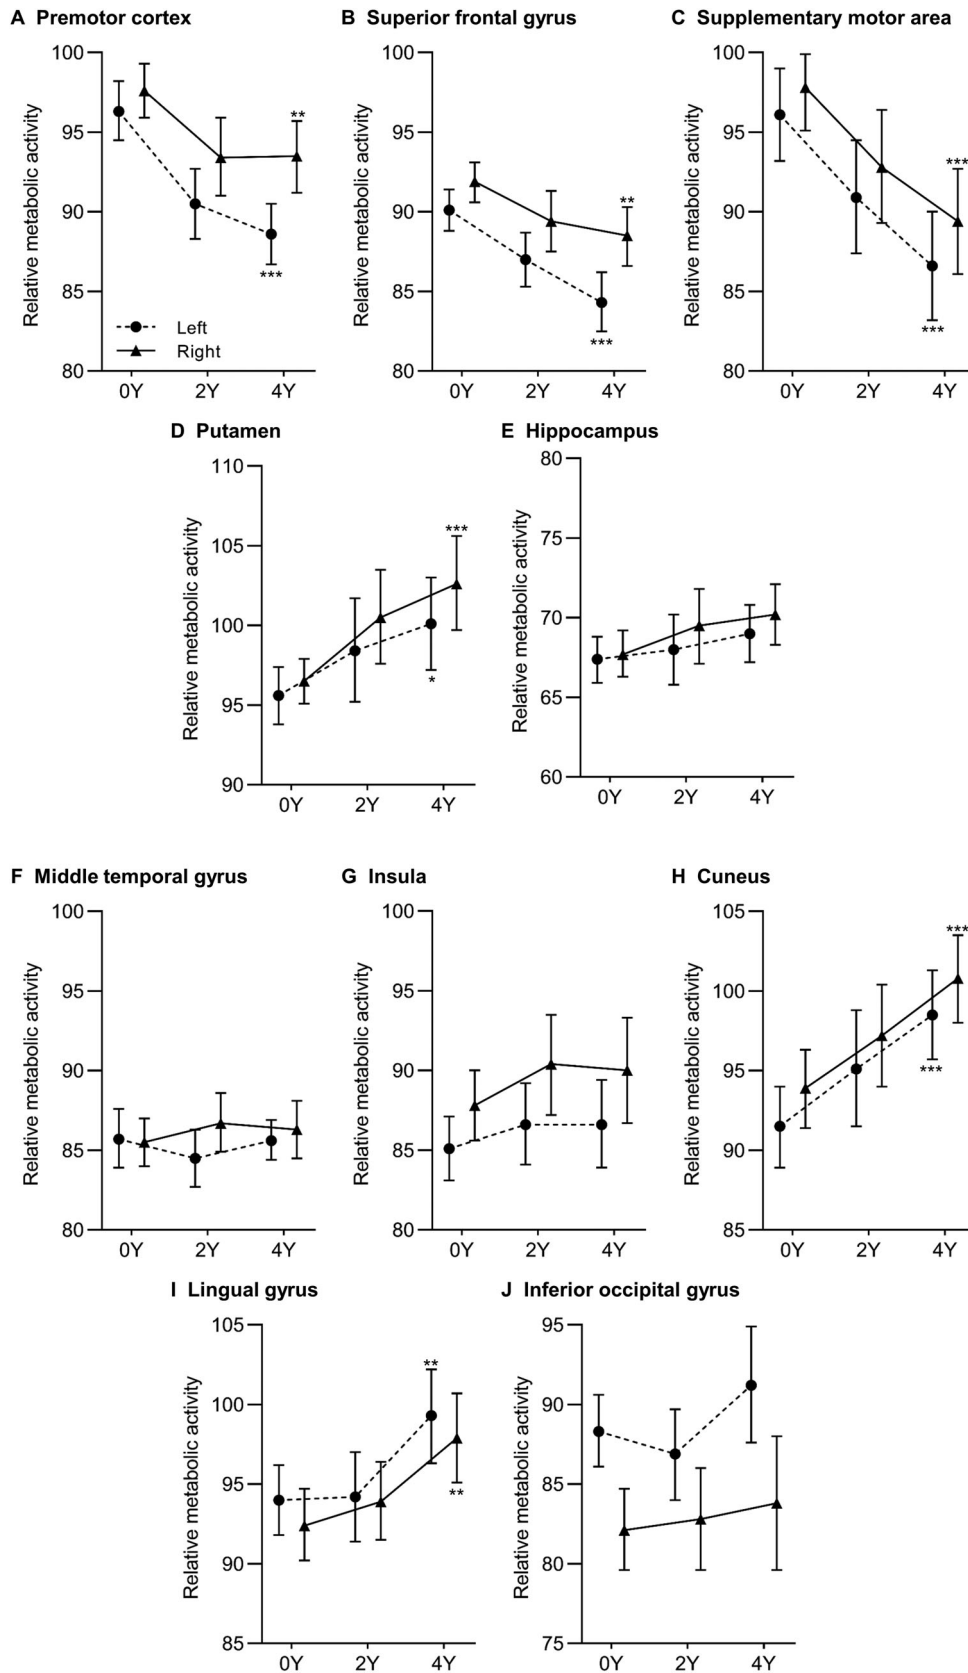 A Premotor cortex
Relative metabolic activity
100
95
90
85
80
**
***
Left
Right
0Y 2Y 4Y
B Superior frontal gyrus
Relative metabolic activity
100
95
90
85
80
**
***
0Y 2Y 4Y
C Supplementary motor area
Relative metabolic activity
100
95
90
85
80
***
***
0Y 2Y 4Y
D Putamen
Relative metabolic activity
110
105
100
95
90
***
*
0Y 2Y 4Y
E Hippocampus
Relative metabolic activity
80
75
70
65
60
0Y 2Y 4Y
F Middle temporal gyrus
Relative metabolic activity
100
95
90
85
80
0Y 2Y 4Y
G Insula
Relative metabolic activity
100
95
90
85
80
0Y 2Y 4Y
H Cuneus
Relative metabolic activity
105
100
95
90
85
***
***
0Y 2Y 4Y
I Lingual gyrus
Relative metabolic activity
105
100
95
90
85
**
**
0Y 2Y 4Y
J Inferior occipital gyrus
Relative metabolic activity
95
90
85
80
75
0Y 2Y 4Y